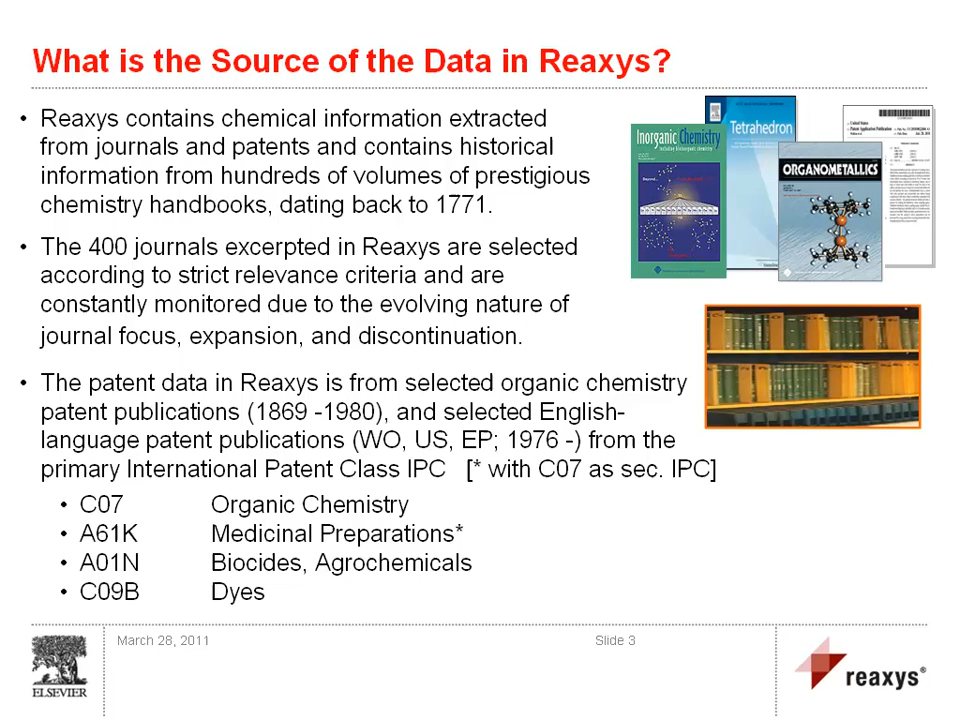 What is the Source of the Data in Reaxys?
• Reaxys contains chemical information extracted
from journals and patents and contains historical
information from hundreds of volumes of prestigious
chemistry handbooks, dating back to 1771.
• The 400 journals excerpted in Reaxys are selected
according to strict relevance criteria and are
constantly monitored due to the evolving nature of
journal focus, expansion, and discontinuation.
• The patent data in Reaxys is from selected organic chemistry
patent publications (1869 -1980), and selected English-
language patent publications (WO, US, EP; 1976 -) from the
primary International Patent Class IPC [* with C07 as sec. IPC]
• C07 Organic Chemistry
• A61K Medicinal Preparations*
• A01N Biocides, Agrochemicals
• C09B Dyes
Inorganic Chemistry
Tetrahedron
ORGANOMETALLICS
United States
Patent Application Publication
ELSEVIER
March 28, 2011
Slide 3
reaxys®